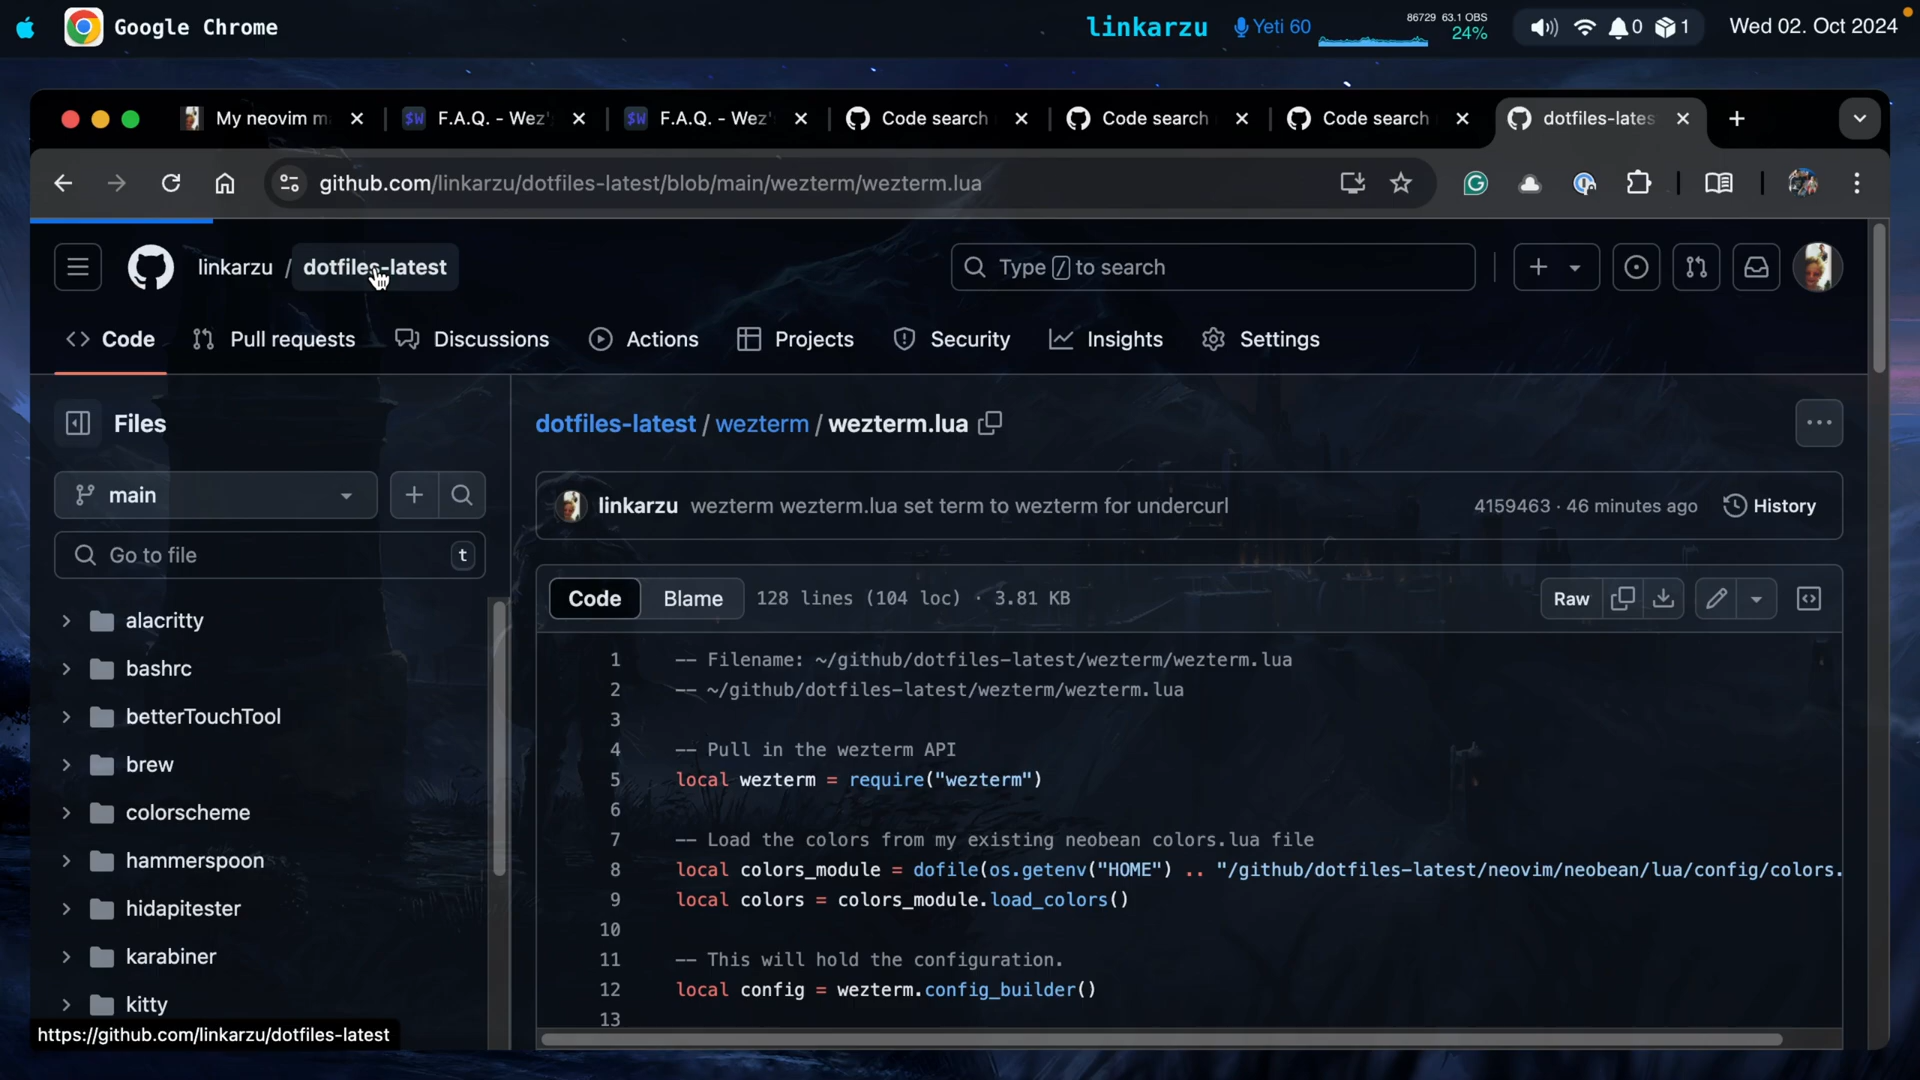 Google Chrome
linkarzu
Yeti 60
86729 63.1 OBS
24%
0
1
Wed 02. Oct 2024
My neovim m
F.A.Q. - Wez'
F.A.Q. - Wez'
Code search
Code search
Code search
dotfiles-lates
github.com/linkarzu/dotfiles-latest/blob/main/wezterm/wezterm.lua
linkarzu / dotfiles-latest
Type / to search
Code
Pull requests
Discussions
Actions
Projects
Security
Insights
Settings
Files
dotfiles-latest / wezterm / wezterm.lua
main
linkarzu wezterm wezterm.lua set term to wezterm for undercurl
4159463 · 46 minutes ago
History
Go to file
t
Code
Blame
128 lines (104 loc) · 3.81 KB
Raw
alacritty
bashrc
betterTouchTool
brew
colorscheme
hammerspoon
hidapitester
karabiner
kitty
1 -- Filename: ~/github/dotfiles-latest/wezterm/wezterm.lua
2 -- ~/github/dotfiles-latest/wezterm/wezterm.lua
3
4 -- Pull in the wezterm API
5 local wezterm = require("wezterm")
6
7 -- Load the colors from my existing neobean colors.lua file
8 local colors_module = dofile(os.getenv("HOME") .. "/github/dotfiles-latest/neovim/neobean/lua/config/colors.
9 local colors = colors_module.load_colors()
10
11 -- This will hold the configuration.
12 local config = wezterm.config_builder()
13
https://github.com/linkarzu/dotfiles-latest